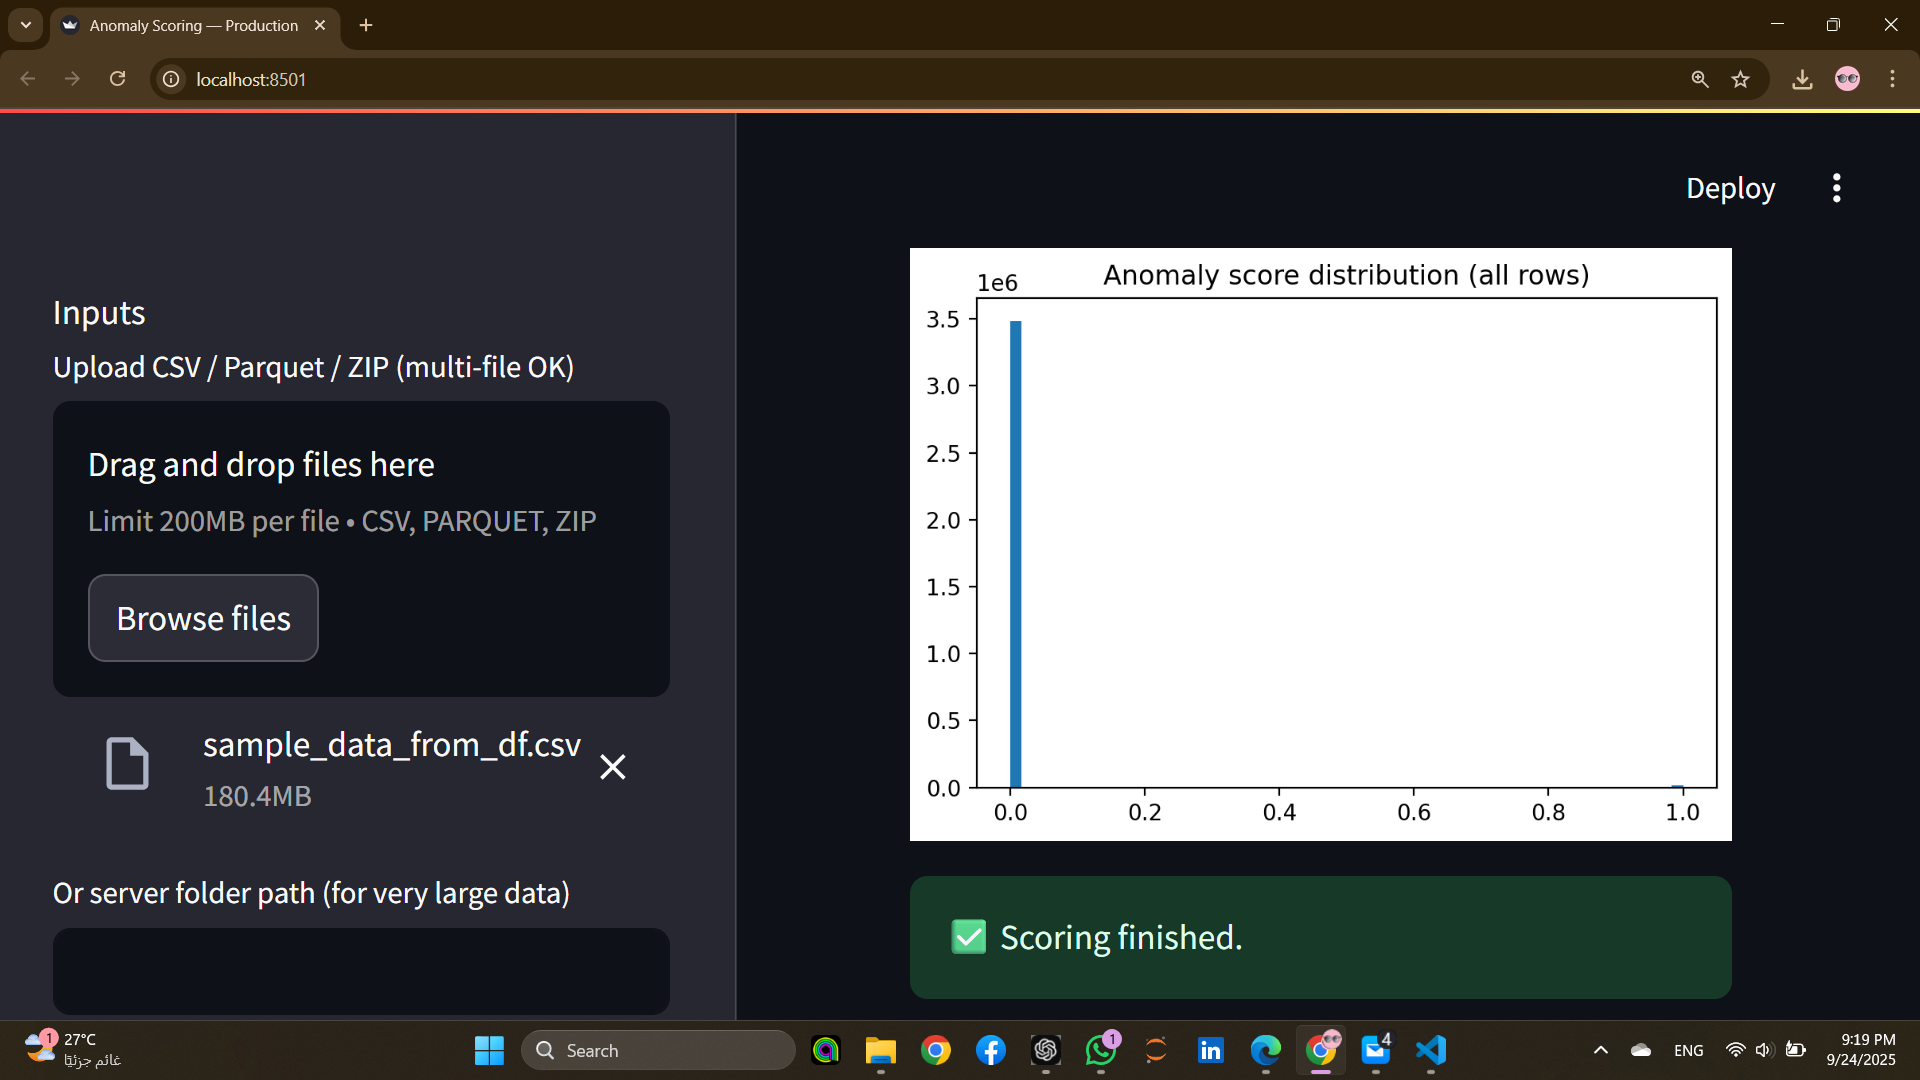 Anomaly Scoring — Production
localhost:8501
Deploy
Inputs
Upload CSV / Parquet / ZIP (multi-file OK)
Drag and drop files here
Limit 200MB per file • CSV, PARQUET, ZIP
Browse files
sample_data_from_df.csv
180.4MB
Or server folder path (for very large data)
1e6
Anomaly score distribution (all rows)
3.5
3.0
2.5
2.0
1.5
1.0
0.5
0.0
0.0 0.2 0.4 0.6 0.8 1.0
✅ Scoring finished.
1
27°C
غائم جزئيًا
Search
1
4
ENG
9:19 PM
9/24/2025